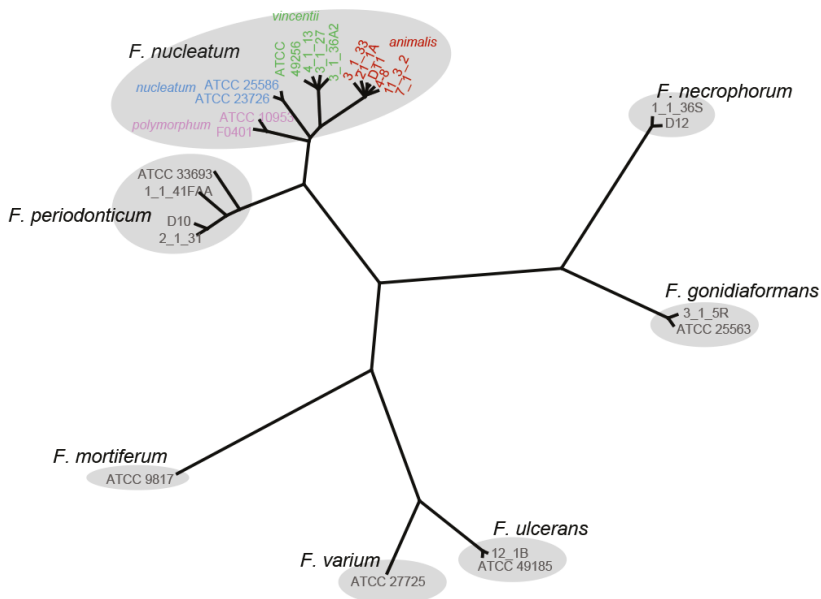 vincentii
F. nucleatum
ATCC
49256
4_1_13
3_1_27
3_1_36A2
animalis
3_1_33
21_1A
D11
4_8
11_3_2
7_1
nucleatum
ATCC 25586
ATCC 23726
polymorphum
ATCC 10953
F0401
F. necrophorum
1_1_36S
D12
ATCC 33693
1_1_41FAA
F. periodonticum
D10
2_1_31
F. gonidiaformans
3_1_5R
ATCC 25563
F. mortiferum
ATCC 9817
F. ulcerans
12_1B
ATCC 49185
F. varium
ATCC 27725